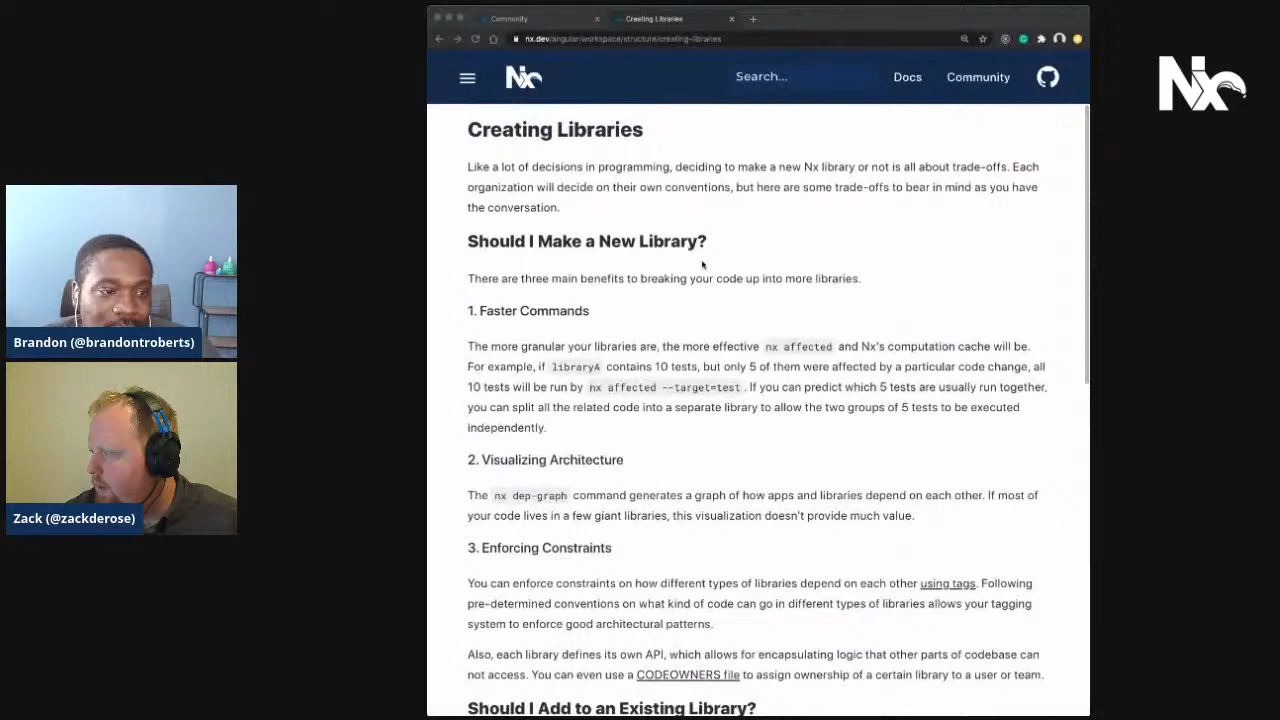 Community
Creating Libraries
nx.dev/angular/workspace/structure/creating-libraries
Nx
Search...
Docs
Community
Nx
Creating Libraries
Like a lot of decisions in programming, deciding to make a new Nx library or not is all about trade-offs. Each
organization will decide on their own conventions, but here are some trade-offs to bear in mind as you have
the conversation.
Should I Make a New Library?
There are three main benefits to breaking your code up into more libraries.
1. Faster Commands
The more granular your libraries are, the more effective nx affected and Nx's computation cache will be.
For example, if libraryA contains 10 tests, but only 5 of them were affected by a particular code change, all
10 tests will be run by nx affected --target=test. If you can predict which 5 tests are usually run together,
you can split all the related code into a separate library to allow the two groups of 5 tests to be executed
independently.
2. Visualizing Architecture
The nx dep-graph command generates a graph of how apps and libraries depend on each other. If most of
your code lives in a few giant libraries, this visualization doesn't provide much value.
3. Enforcing Constraints
You can enforce constraints on how different types of libraries depend on each other using tags. Following
pre-determined conventions on what kind of code can go in different types of libraries allows your tagging
system to enforce good architectural patterns.
Also, each library defines its own API, which allows for encapsulating logic that other parts of codebase can
not access. You can even use a CODEOWNERS file to assign ownership of a certain library to a user or team.
Should I Add to an Existing Library?
Brandon (@brandontroberts)
Zack (@zackderose)